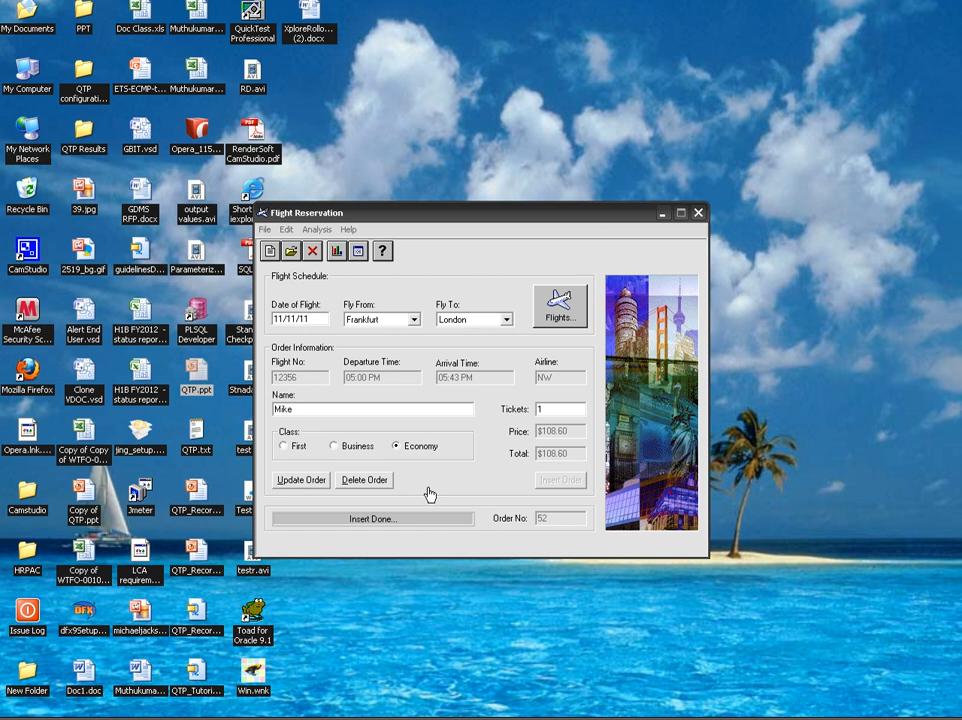 My Documents
PPT
Doc Class.xls
Muthukumar...
QuickTest
Professional
XploreRollo...
(2).docx
My Computer
QTP
configurati...
ETS-ECMP-t...
Muthukumar...
RD.avi
My Network
Places
QTP Results
GBIT.vsd
Opera_115...
RenderSoft
CamStudio.pdf
Recycle Bin
39.jpg
GDMS
RFP.docx
output
values.avi
Short
iexplo
CamStudio
2519_bg.gif
guidelinesD...
Parameteriz...
SQL
McAfee
Security Sc...
Alert End
User.vsd
H1B FY2012 -
status repor...
PLSQL
Developer
Stan
Checkp
Mozilla Firefox
Clone
VDOC.vsd
H1B FY2012 -
status repor...
QTP.ppt
Stnada
Opera.lnk....
Copy of Copy
of WTFO-0...
jing_setup....
QTP.txt
test
Camstudio
Copy of
QTP.ppt
Jmeter
QTP_Recor...
Test
HRPAC
Copy of
WTFO-0010...
LCA
requirem...
QTP_Recor...
testr.avi
Issue Log
dfx9Setup...
michaeljacks...
QTP_Recor...
Toad for
Oracle 9.1
New Folder
Doc1.doc
Muthukuma...
QTP_Tutori...
Win.wnk
Flight Reservation
File Edit Analysis Help
Flight Schedule:
Date of Flight: Fly From: Fly To:
11/11/11 Frankfurt London
Flights...
Order Information:
Flight No: Departure Time: Arrival Time: Airline:
12356 05:00 PM 05:43 PM NW
Name:
Mike
Tickets: 1
Class:
First Business Economy
Price: $108.60
Total: $108.60
Update Order Delete Order Insert Order
Insert Done... Order No: 52